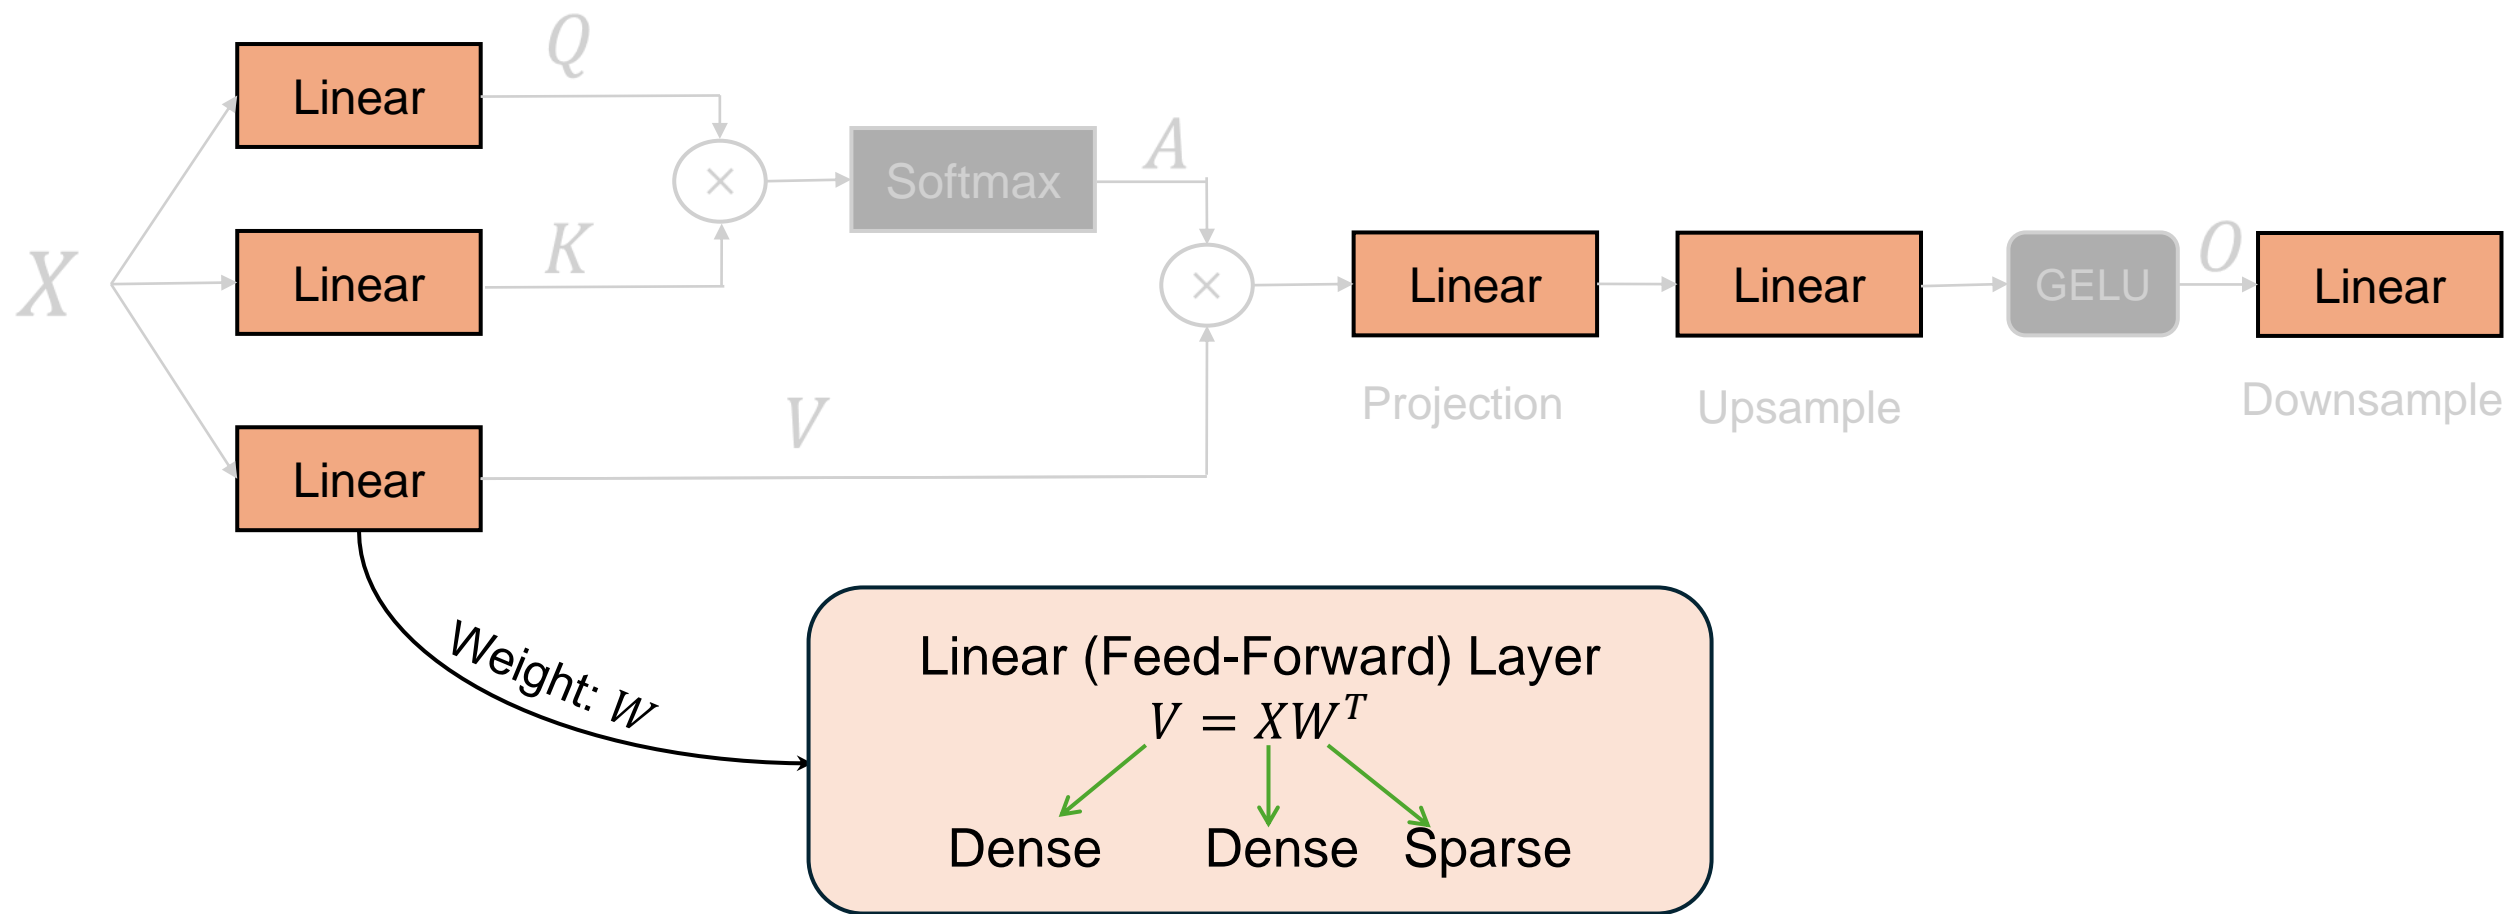 Q
Linear
×
Softmax
A
K
X
Linear
×
Linear
Linear
GELU
O
Linear
Projection
Upsample
Downsample
V
Linear
Weight: W
Linear (Feed-Forward) Layer
V = XWᵀ
Dense Dense Sparse